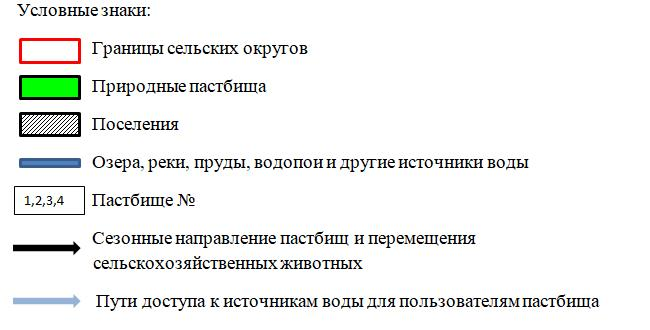 Условные знаки:
Границы сельских округов
Природные пастбища
Поселения
Озера, реки, пруды, водопои и другие источники воды
1,2,3,4 Пастбище №
Сезонные направление пастбищ и перемещения
сельскохозяйственных животных
Пути доступа к источникам воды для пользователям пастбища